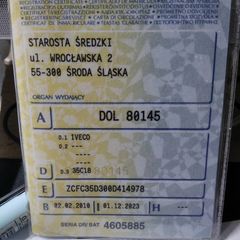 STAROSTA ŚREDZKI
ul. WROCŁAWSKA 2
55-300 ŚRODA ŚLĄSKA
ORGAN WYDAJĄCY
A DOL 80145
D.1 IVECO
D.2 ---
D D.3 35C18
E ZCFC35D300D414978
B 02.02.2010 I 01.12.2023 H ---
SERIA DR/BAT 4605885